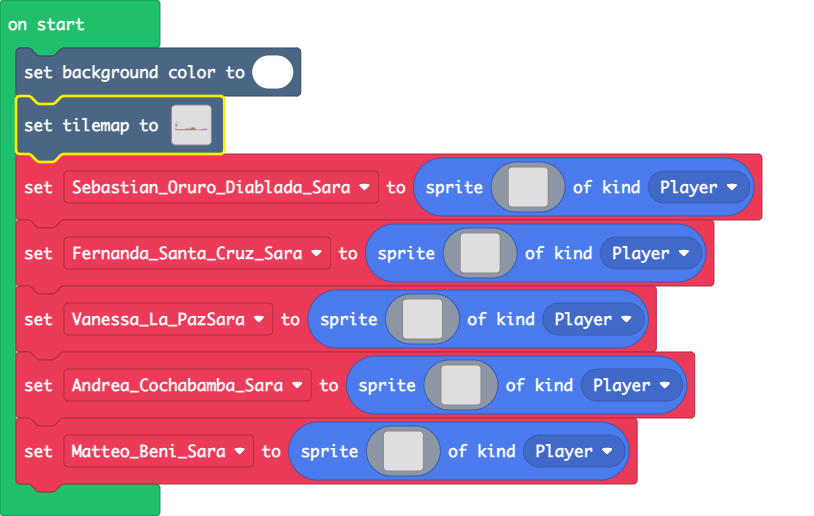 on start
set background color to
set tilemap to
set Sebastian_Oruro_Diablada_Sara to sprite of kind Player
set Fernanda_Santa_Cruz_Sara to sprite of kind Player
set Vanessa_La_PazSara to sprite of kind Player
set Andrea_Cochabamba_Sara to sprite of kind Player
set Matteo_Beni_Sara to sprite of kind Player